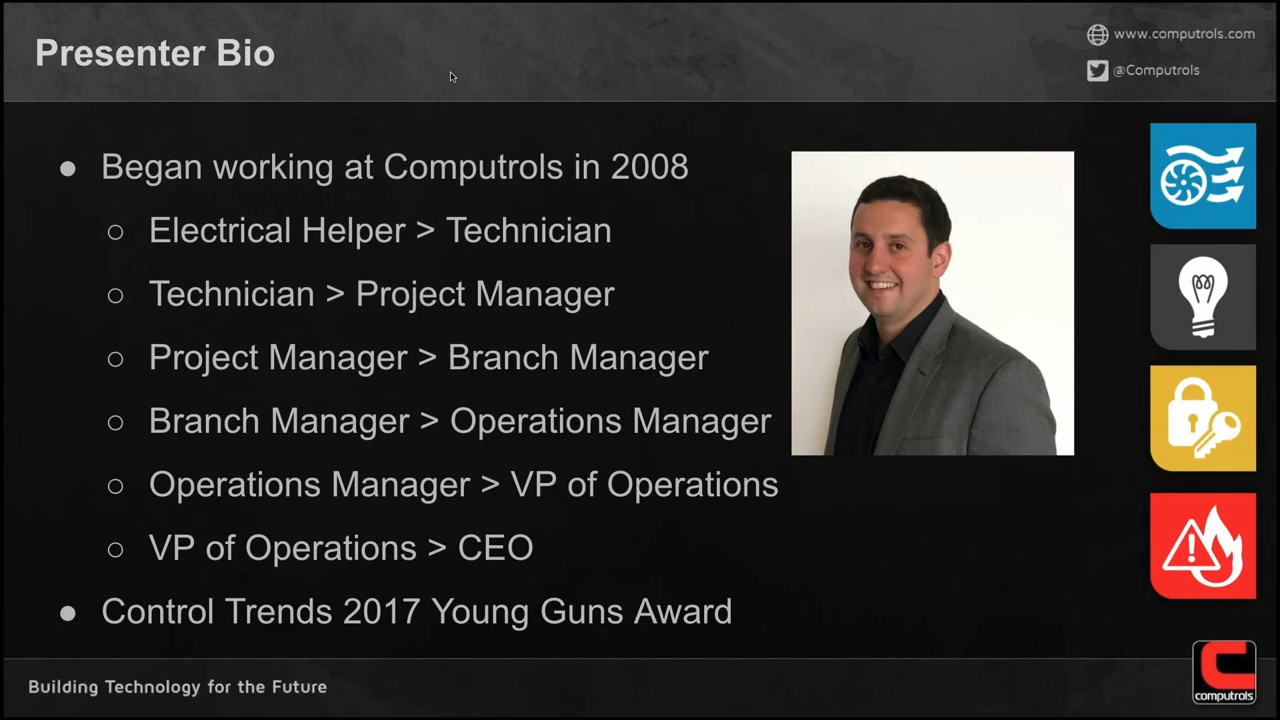 Presenter Bio
www.computrols.com
@Computrols
● Began working at Computrols in 2008
○ Electrical Helper > Technician
○ Technician > Project Manager
○ Project Manager > Branch Manager
○ Branch Manager > Operations Manager
○ Operations Manager > VP of Operations
○ VP of Operations > CEO
● Control Trends 2017 Young Guns Award
Building Technology for the Future
computrols